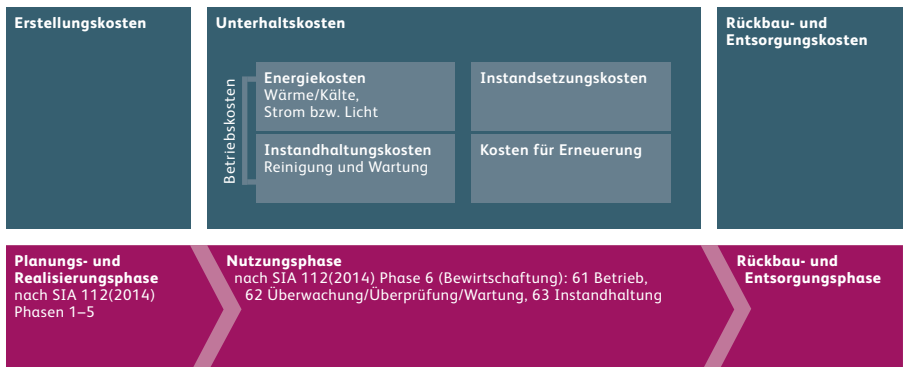 Erstellungskosten
Unterhaltskosten
Betriebskosten
Energiekosten
Wärme/Kälte,
Strom bzw. Licht
Instandhaltungskosten
Reinigung und Wartung
Instandsetzungskosten
Kosten für Erneuerung
Rückbau- und
Entsorgungskosten
Planungs- und
Realisierungsphase
nach SIA 112(2014)
Phasen 1–5
Nutzungsphase
nach SIA 112(2014) Phase 6 (Bewirtschaftung): 61 Betrieb,
62 Überwachung/Überprüfung/Wartung, 63 Instandhaltung
Rückbau- und
Entsorgungsphase